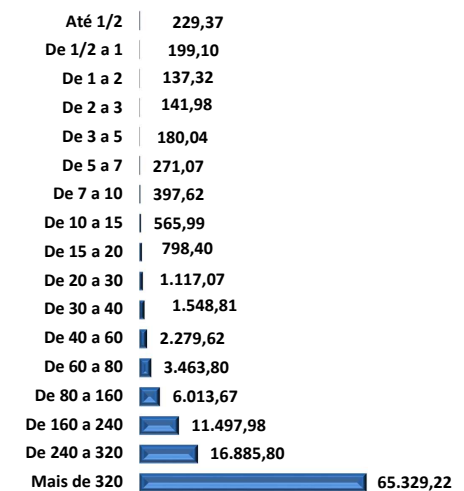 Até 1/2 229,37
De 1/2 a 1 199,10
De 1 a 2 137,32
De 2 a 3 141,98
De 3 a 5 180,04
De 5 a 7 271,07
De 7 a 10 397,62
De 10 a 15 565,99
De 15 a 20 798,40
De 20 a 30 1.117,07
De 30 a 40 1.548,81
De 40 a 60 2.279,62
De 60 a 80 3.463,80
De 80 a 160 6.013,67
De 160 a 240 11.497,98
De 240 a 320 16.885,80
Mais de 320 65.329,22